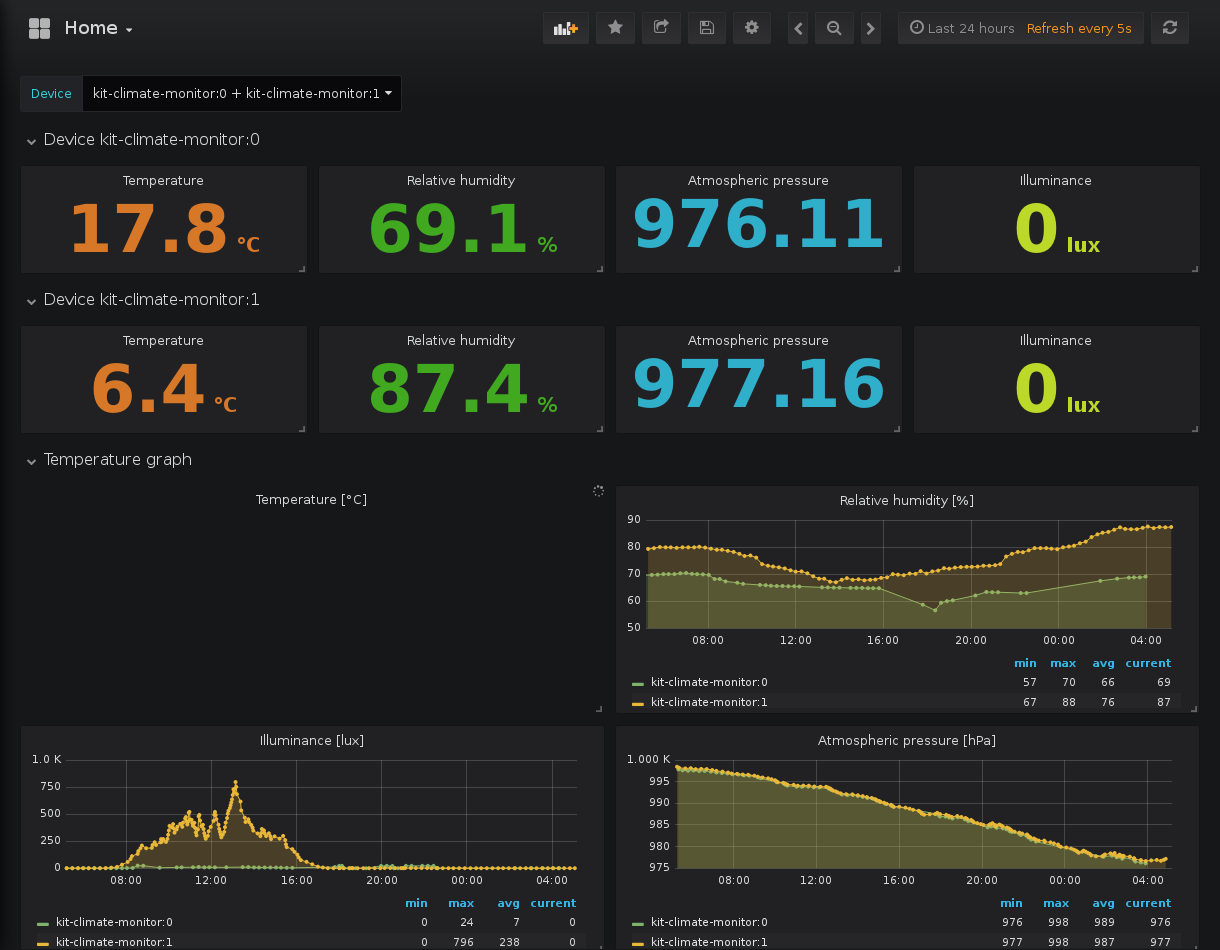 Home
Last 24 hours Refresh every 5s
Device kit-climate-monitor:0 + kit-climate-monitor:1
Device kit-climate-monitor:0
Temperature Relative humidity Atmospheric pressure Illuminance
17.8 °C 69.1 % 976.11 0 lux
Device kit-climate-monitor:1
Temperature Relative humidity Atmospheric pressure Illuminance
6.4 °C 87.4 % 977.16 0 lux
Temperature graph
Temperature [°C]
Relative humidity [%]
90
80
70
60
50
08:00 12:00 16:00 20:00 00:00 04:00
min max avg current
kit-climate-monitor:0 57 70 66 69
kit-climate-monitor:1 67 88 76 87
Illuminance [lux]
1.0 K
750
500
250
0
08:00 12:00 16:00 20:00 00:00 04:00
min max avg current
kit-climate-monitor:0 0 24 7 0
kit-climate-monitor:1 0 796 238 0
Atmospheric pressure [hPa]
1.000 K
995
990
985
980
975
08:00 12:00 16:00 20:00 00:00 04:00
min max avg current
kit-climate-monitor:0 976 998 989 976
kit-climate-monitor:1 977 998 987 977